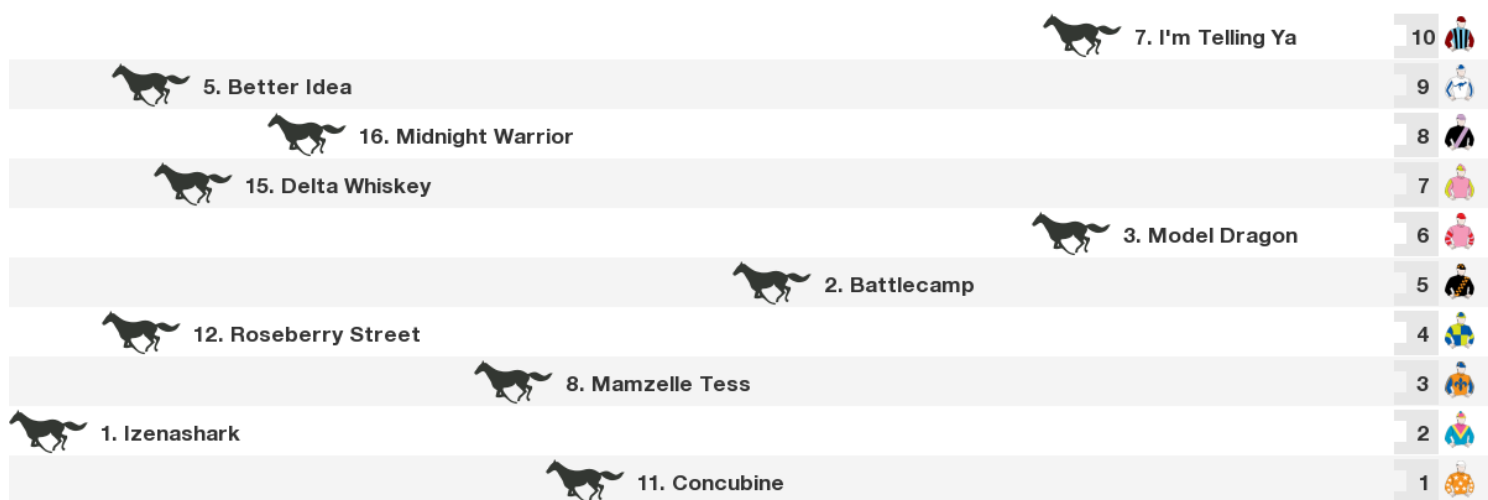 7. I'm Telling Ya 10
5. Better Idea 9
16. Midnight Warrior 8
15. Delta Whiskey 7
3. Model Dragon 6
2. Battlecamp 5
12. Roseberry Street 4
8. Mamzelle Tess 3
1. Izenashark 2
11. Concubine 1